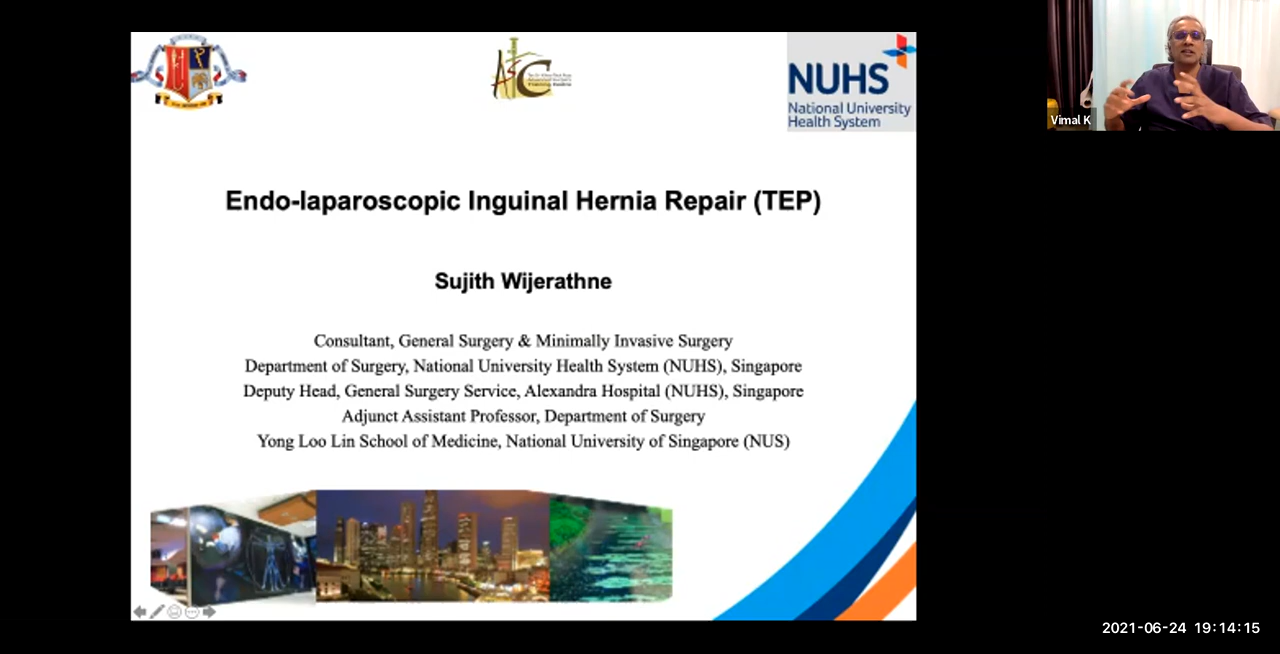 NUHS
National University
Health System
Vimal K
Endo-laparoscopic Inguinal Hernia Repair (TEP)
Sujith Wijerathne
Consultant, General Surgery & Minimally Invasive Surgery
Department of Surgery, National University Health System (NUHS), Singapore
Deputy Head, General Surgery Service, Alexandra Hospital (NUHS), Singapore
Adjunct Assistant Professor, Department of Surgery
Yong Loo Lin School of Medicine, National University of Singapore (NUS)
2021-06-24 19:14:15